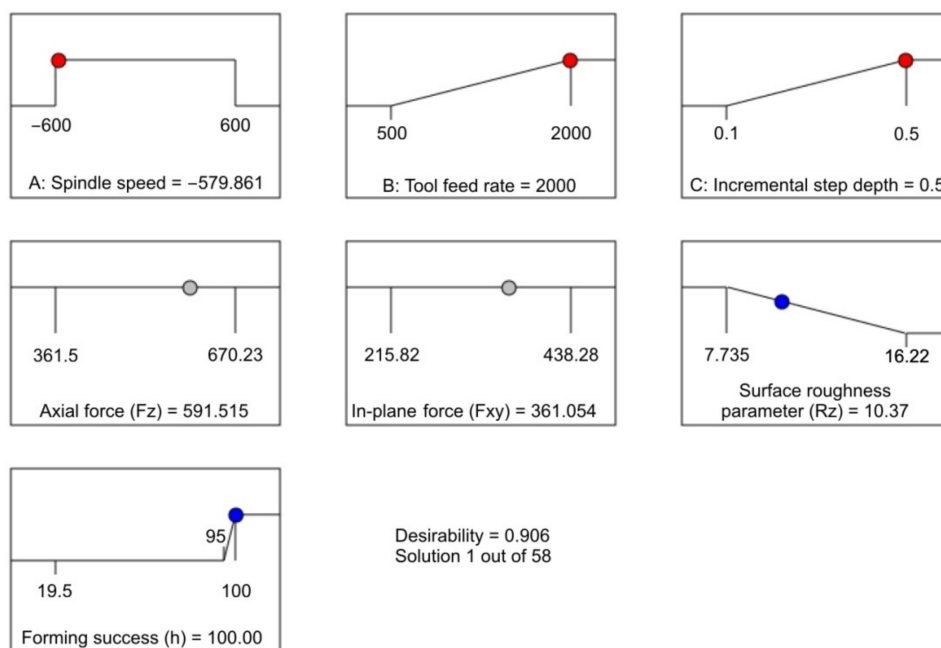 −600
600
A: Spindle speed = −579.861
500
2000
B: Tool feed rate = 2000
0.1
0.5
C: Incremental step depth = 0.5
361.5
670.23
Axial force (Fz) = 591.515
215.82
438.28
In-plane force (Fxy) = 361.054
7.735
16.22
Surface roughness
parameter (Rz) = 10.37
95
19.5
100
Forming success (h) = 100.00
Desirability = 0.906
Solution 1 out of 58